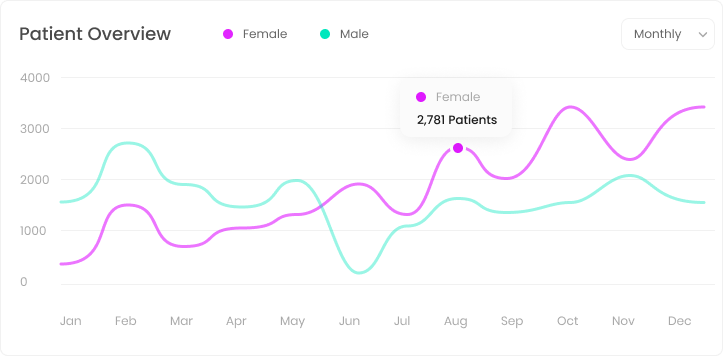 Patient Overview
Female
Male
Monthly
4000
3000
2000
1000
0
Female
2,781 Patients
Jan Feb Mar Apr May Jun Jul Aug Sep Oct Nov Dec